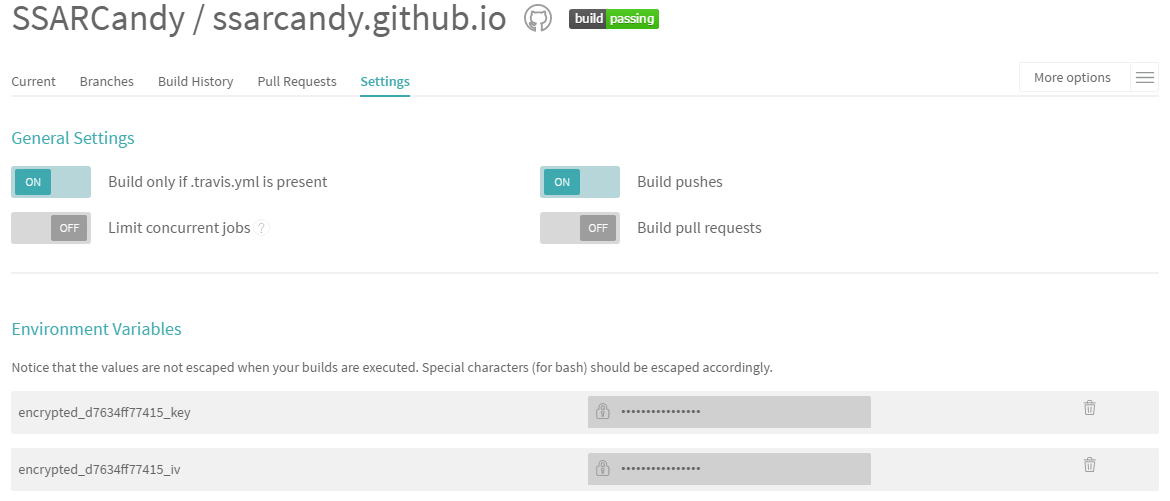 SSARCandy / ssarcandy.github.io build passing
Current Branches Build History Pull Requests Settings More options
General Settings
ON Build only if .travis.yml is present ON Build pushes
OFF Limit concurrent jobs ? OFF Build pull requests
Environment Variables
Notice that the values are not escaped when your builds are executed. Special characters (for bash) should be escaped accordingly.
encrypted_d7634ff77415_key ••••••••••••••••
encrypted_d7634ff77415_iv ••••••••••••••••